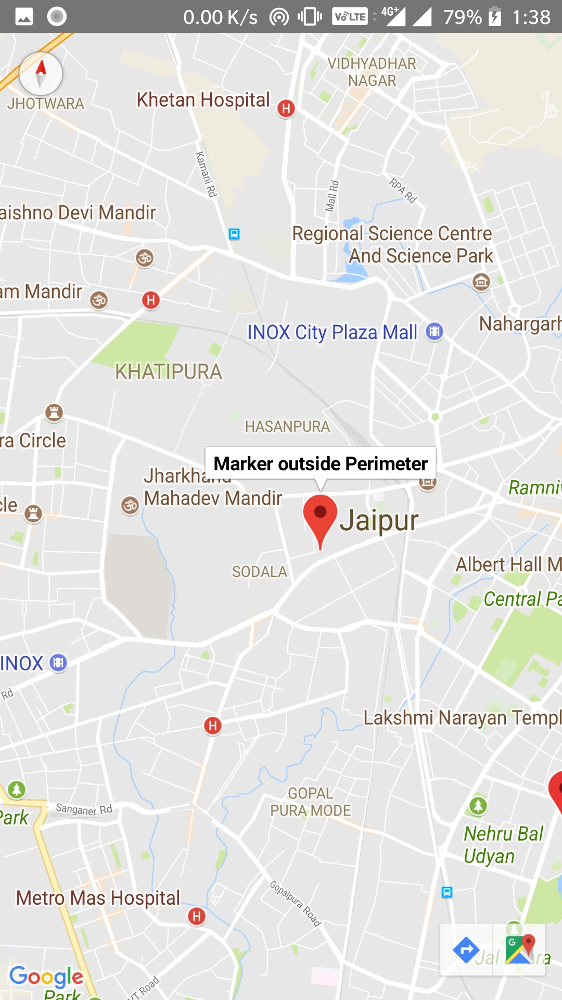 0.00 K/s VoLTE 4G+ 79% 1:38
VIDHYADHAR
NAGAR
JHOTWARA
Khetan Hospital
H
Kamani Rd
Mall Rd
RPA Rd
aishno Devi Mandir
Regional Science Centre
And Science Park
am Mandir
H
INOX City Plaza Mall
Nahargarh
KHATIPURA
HASANPURA
ra Circle
Marker outside Perimeter
Jharkhand
Mahadev Mandir
Ramniv
cle
Jaipur
SODALA
Albert Hall M
Central Pa
INOX
Rd
Lakshmi Narayan Templ
H
GOPAL
PURA MODE
Sanganer Rd
Park
Nehru Bal
Udyan
Gopalpura Road
Metro Mas Hospital
H
G
Jal
ara
Google
Park
VT Road